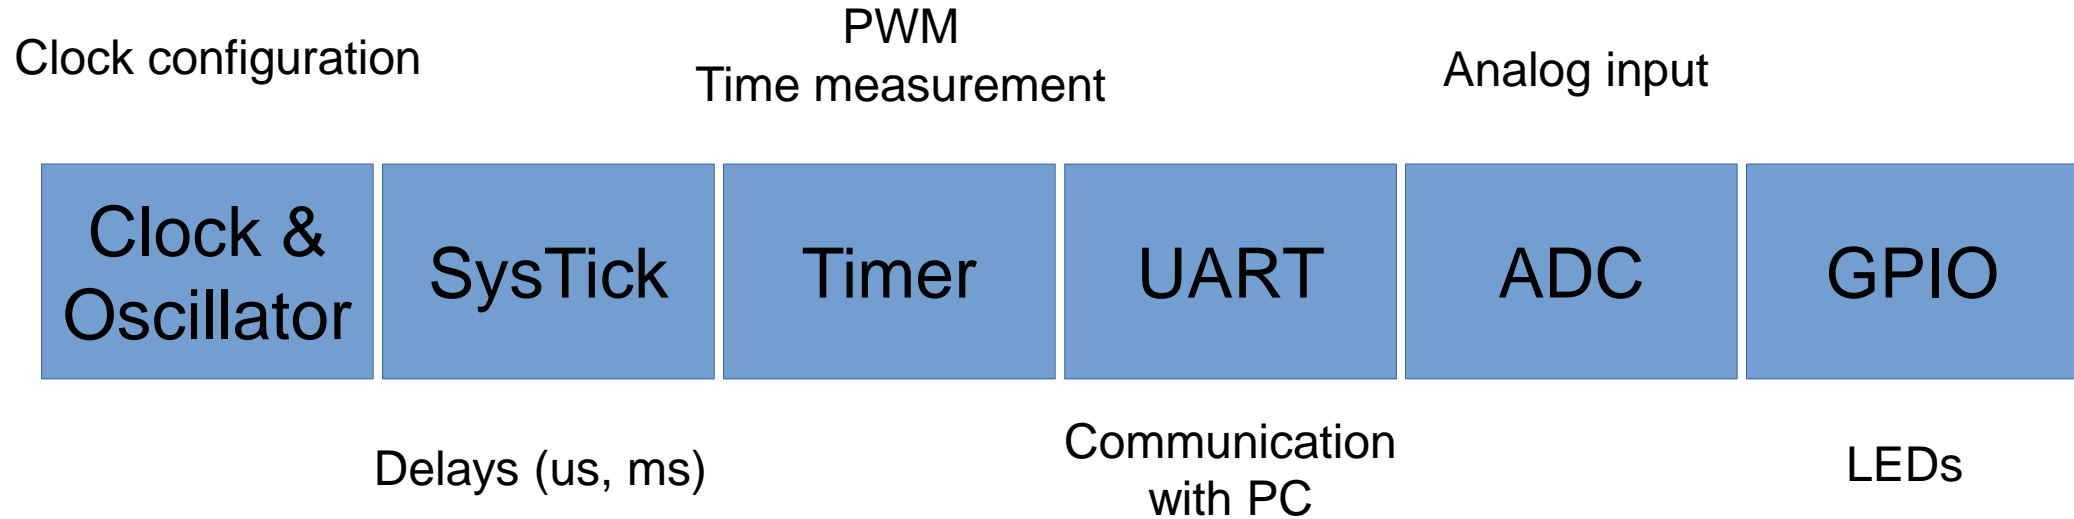 Clock configuration
PWM
Time measurement
Analog input
Clock &
Oscillator
SysTick
Timer
UART
ADC
GPIO
Delays (us, ms)
Communication
with PC
LEDs